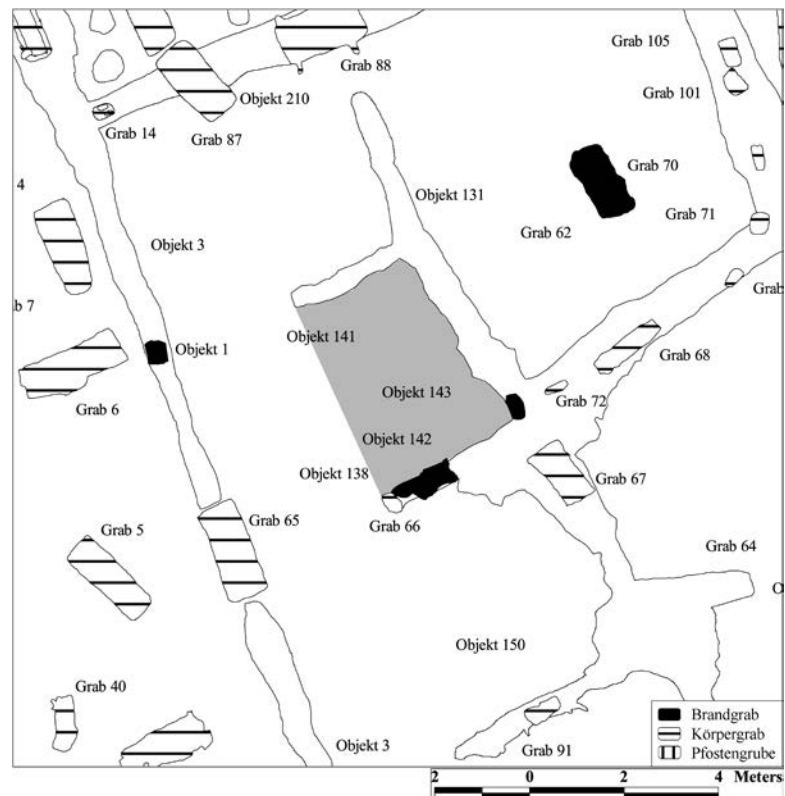 Grab 105
Grab 88
Grab 101
Objekt 210
Grab 14
Grab 87
Grab 70
4
Objekt 131
Grab 71
Grab 62
Objekt 3
Grab
b 7
Objekt 141
Objekt 1
Grab 68
Objekt 143
Grab 72
Grab 6
Objekt 142
Objekt 138
Grab 67
Grab 65
Grab 66
Grab 5
Grab 64
O
Objekt 150
Grab 40
Brandgrab
Körpergrab
Objekt 3
Grab 91
Pfostengrube
2 0 2 4 Meters